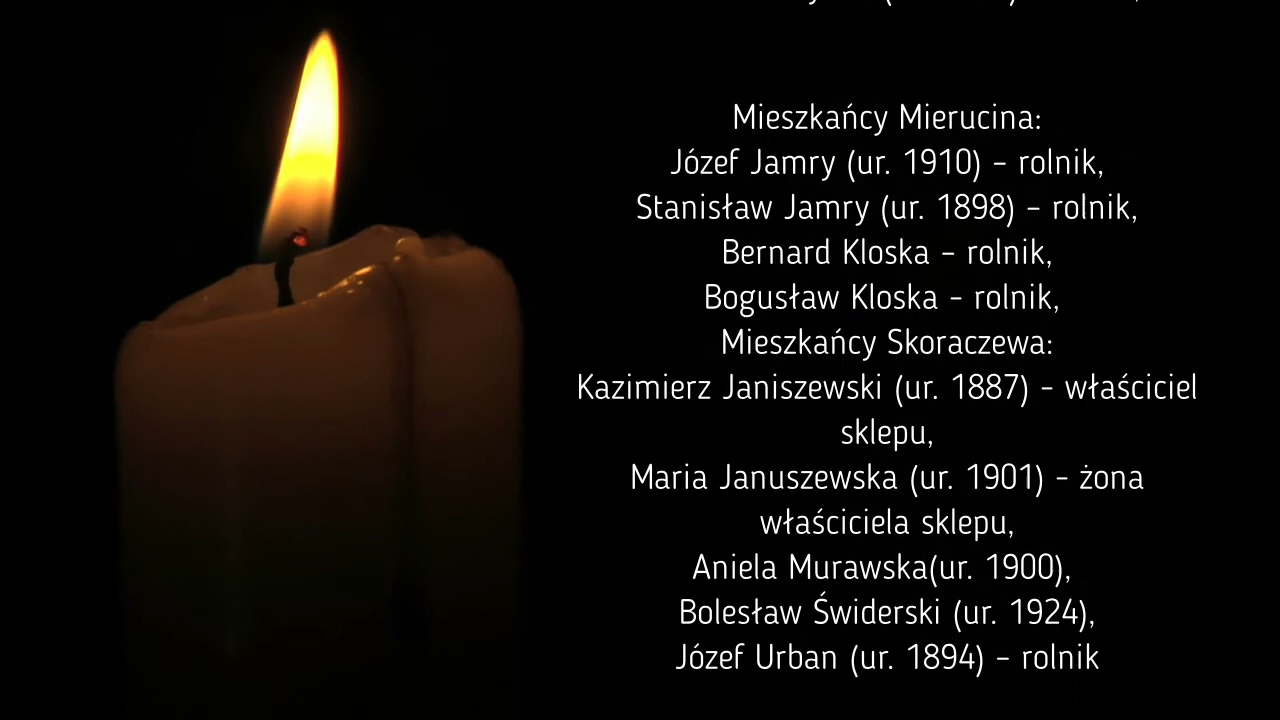 Mieszkańcy Mierucina:
Józef Jamry (ur. 1910) – rolnik,
Stanisław Jamry (ur. 1898) – rolnik,
Bernard Kloska – rolnik,
Bogusław Kloska – rolnik,
Mieszkańcy Skoraczewa:
Kazimierz Janiszewski (ur. 1887) – właściciel
sklepu,
Maria Januszewska (ur. 1901) – żona
właściciela sklepu,
Aniela Murawska(ur. 1900),
Bolesław Świderski (ur. 1924),
Józef Urban (ur. 1894) – rolnik